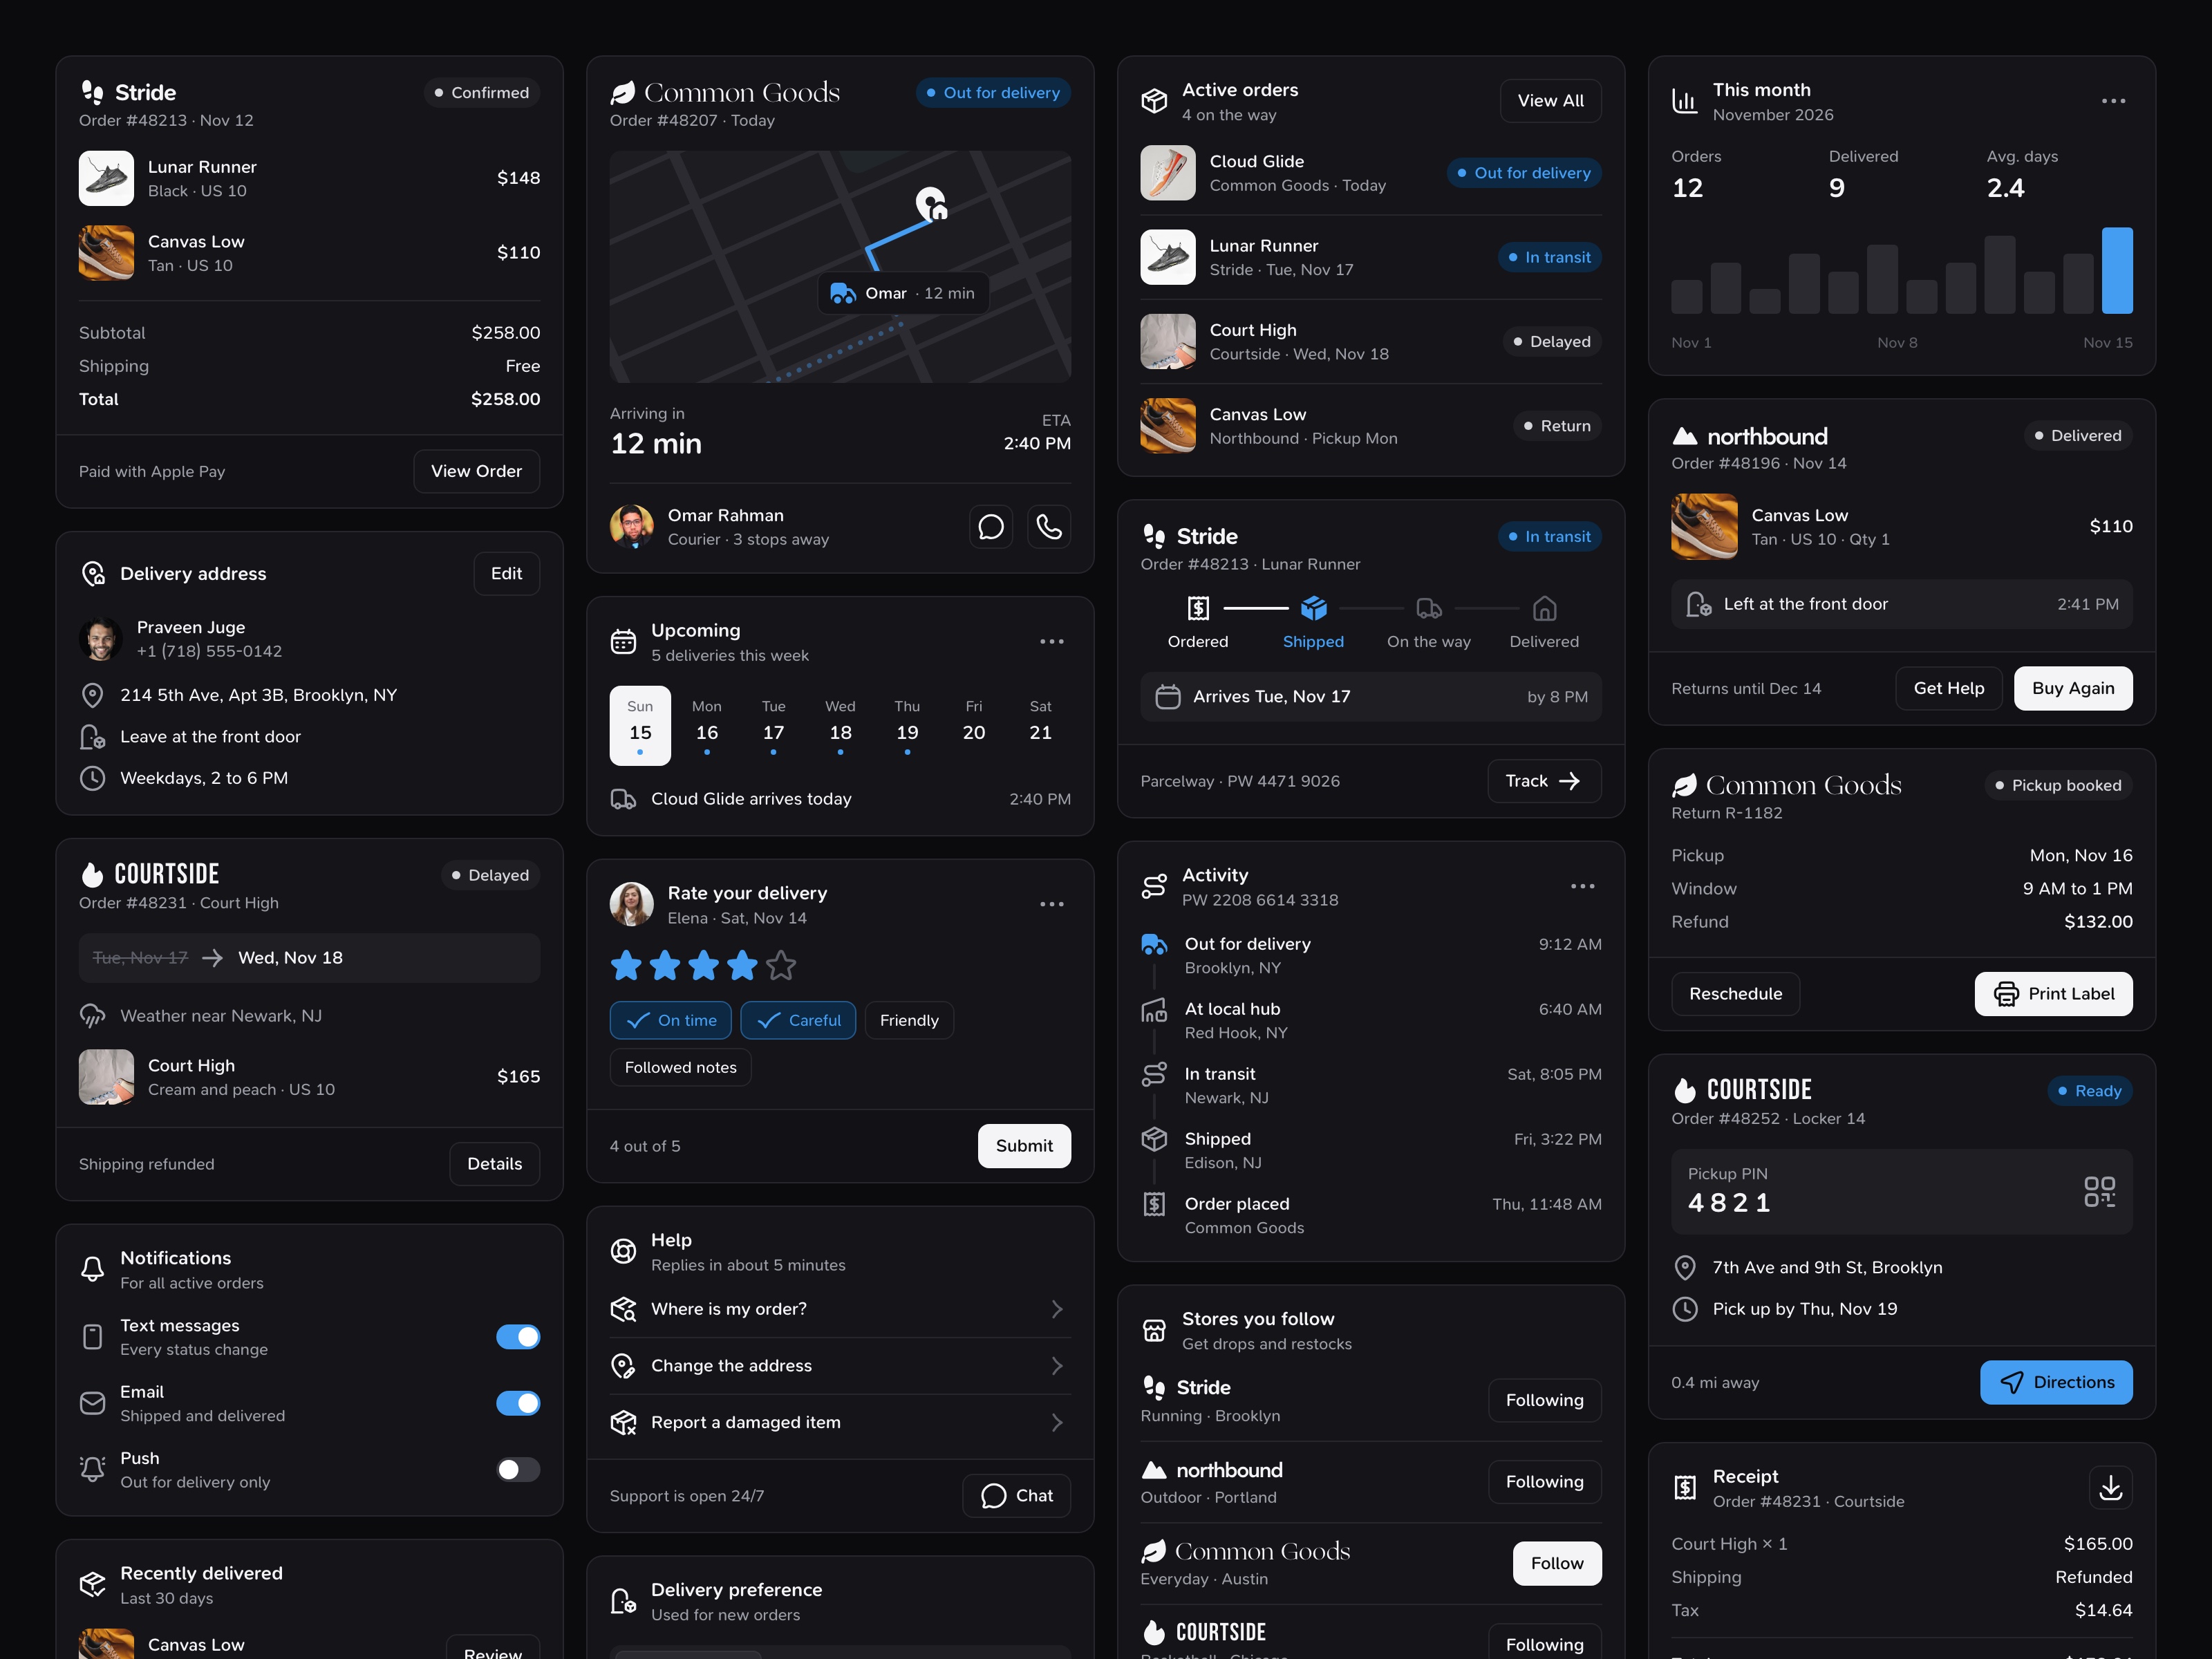 Stride
Confirmed
Order #48213 · Nov 12
Lunar Runner
Black · US 10
$148
Canvas Low
Tan · US 10
$110
Subtotal
$258.00
Shipping
Free
Total
$258.00
Paid with Apple Pay
View Order
Delivery address
Edit
Praveen Juge
+1 (718) 555-0142
214 5th Ave, Apt 3B, Brooklyn, NY
Leave at the front door
Weekdays, 2 to 6 PM
COURTSIDE
Delayed
Order #48231 · Court High
Tue, Nov 17
Wed, Nov 18
Weather near Newark, NJ
Court High
Cream and peach · US 10
$165
Shipping refunded
Details
Notifications
For all active orders
Text messages
Every status change
Email
Shipped and delivered
Push
Out for delivery only
Recently delivered
Last 30 days
Canvas Low
Review
Common Goods
Out for delivery
Order #48207 · Today
Omar · 12 min
Arriving in
12 min
ETA
2:40 PM
Omar Rahman
Courier · 3 stops away
Upcoming
5 deliveries this week
Sun Mon Tue Wed Thu Fri Sat
15 16 17 18 19 20 21
Cloud Glide arrives today
2:40 PM
Rate your delivery
Elena · Sat, Nov 14
On time
Careful
Friendly
Followed notes
4 out of 5
Submit
Help
Replies in about 5 minutes
Where is my order?
Change the address
Report a damaged item
Support is open 24/7
Chat
Delivery preference
Used for new orders
Active orders
4 on the way
View All
Cloud Glide
Common Goods · Today
Out for delivery
Lunar Runner
Stride · Tue, Nov 17
In transit
Court High
Courtside · Wed, Nov 18
Delayed
Canvas Low
Northbound · Pickup Mon
Return
Stride
In transit
Order #48213 · Lunar Runner
Ordered
Shipped
On the way
Delivered
Arrives Tue, Nov 17
by 8 PM
Parcelway · PW 4471 9026
Track
Activity
PW 2208 6614 3318
Out for delivery
9:12 AM
Brooklyn, NY
At local hub
6:40 AM
Red Hook, NY
In transit
Sat, 8:05 PM
Newark, NJ
Shipped
Fri, 3:22 PM
Edison, NJ
Order placed
Thu, 11:48 AM
Common Goods
Stores you follow
Get drops and restocks
Stride
Running · Brooklyn
Following
northbound
Outdoor · Portland
Following
Common Goods
Everyday · Austin
Follow
COURTSIDE
Following
This month
November 2026
Orders
12
Delivered
9
Avg. days
2.4
Nov 1
Nov 8
Nov 15
northbound
Delivered
Order #48196 · Nov 14
Canvas Low
Tan · US 10 · Qty 1
$110
Left at the front door
2:41 PM
Returns until Dec 14
Get Help
Buy Again
Common Goods
Pickup booked
Return R-1182
Pickup
Mon, Nov 16
Window
9 AM to 1 PM
Refund
$132.00
Reschedule
Print Label
COURTSIDE
Ready
Order #48252 · Locker 14
Pickup PIN
4821
7th Ave and 9th St, Brooklyn
Pick up by Thu, Nov 19
0.4 mi away
Directions
Receipt
Order #48231 · Courtside
Court High × 1
$165.00
Shipping
Refunded
Tax
$14.64